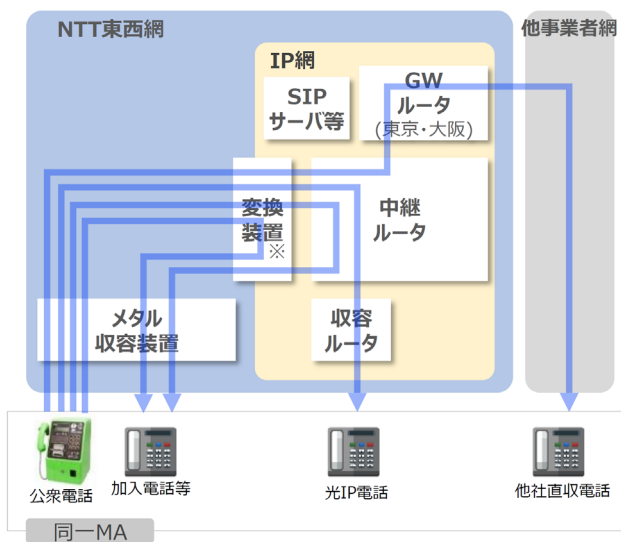 NTT東西網
他事業者網
IP網
SIP
サーバ等
GW
ルータ
(東京・大阪)
変換
装置
※
中継
ルータ
メタル
収容装置
収容
ルータ
公衆電話
加入電話等
光IP電話
他社直収電話
同一MA